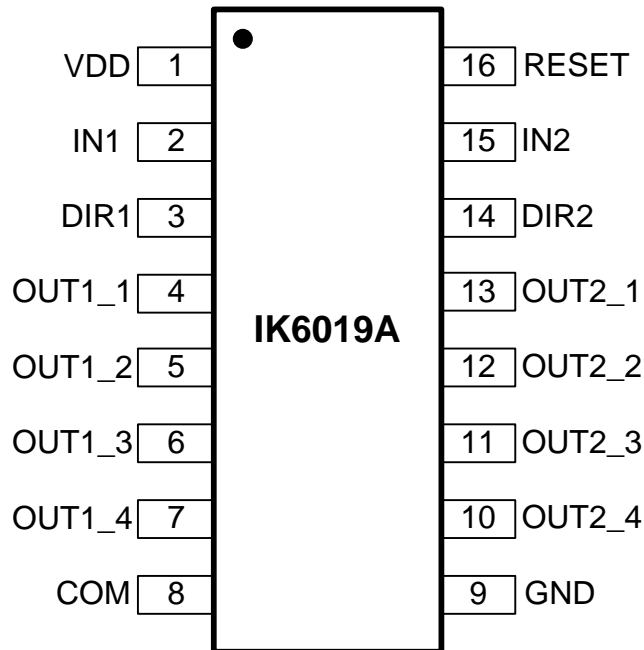 VDD 1 16 RESET
IN1 2 15 IN2
DIR1 3 14 DIR2
OUT1_1 4 13 OUT2_1
IK6019A
OUT1_2 5 12 OUT2_2
OUT1_3 6 11 OUT2_3
OUT1_4 7 10 OUT2_4
COM 8 9 GND